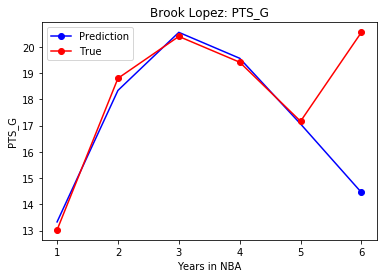 Brook Lopez: PTS_G
Prediction
True
PTS_G
20
19
18
17
16
15
14
13
1 2 3 4 5 6
Years in NBA